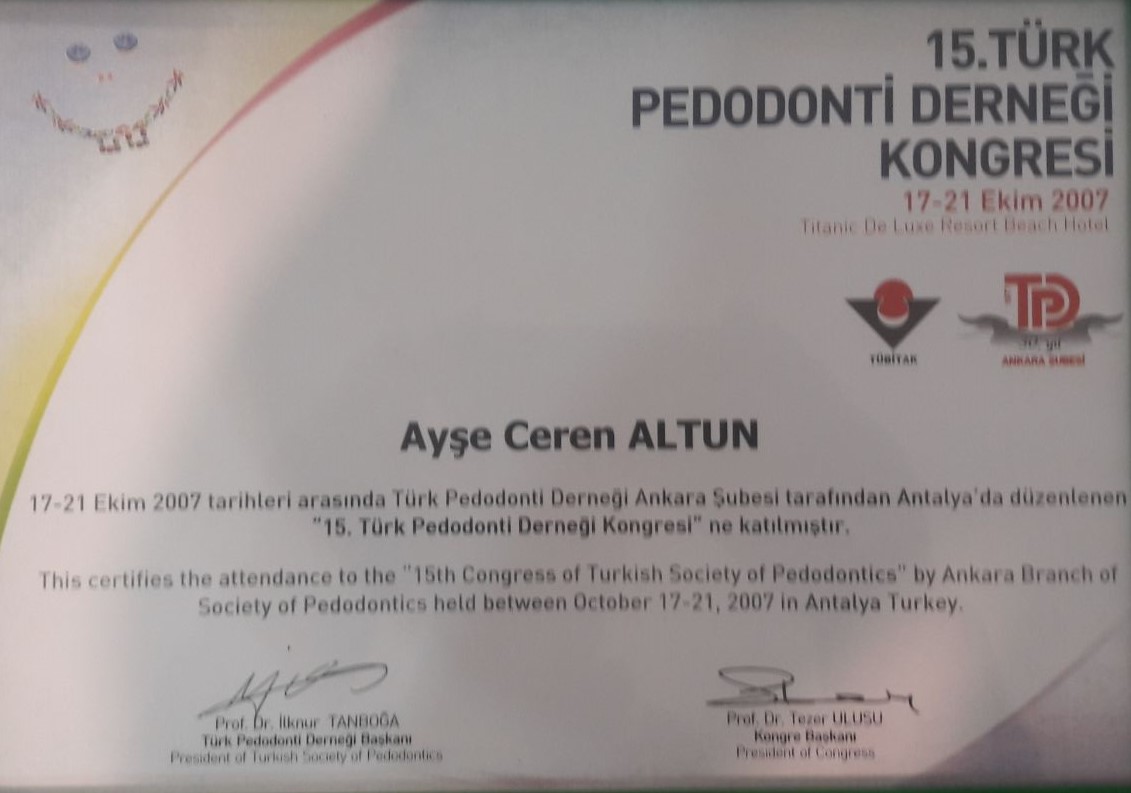 15.TÜRK
PEDODONTİ DERNEĞİ
KONGRESİ
17-21 Ekim 2007
Titanic De Luxe Resort Beach Hotel
TÜBİTAK
TPD
30. yıl
ANKARA ŞUBESİ
Ayşe Ceren ALTUN
17-21 Ekim 2007 tarihleri arasında Türk Pedodonti Derneği Ankara Şubesi tarafından Antalya'da düzenlenen
"15. Türk Pedodonti Derneği Kongresi" ne katılmıştır.
This certifies the attendance to the "15th Congress of Turkish Society of Pedodontics" by Ankara Branch of
Society of Pedodontics held between October 17-21, 2007 in Antalya Turkey.
Prof. Dr. İlknur TANBOĞA
Türk Pedodonti Derneği Başkanı
President of Turkish Society of Pedodontics
Prof. Dr. Tezer ULUSU
Kongre Başkanı
President of Congress